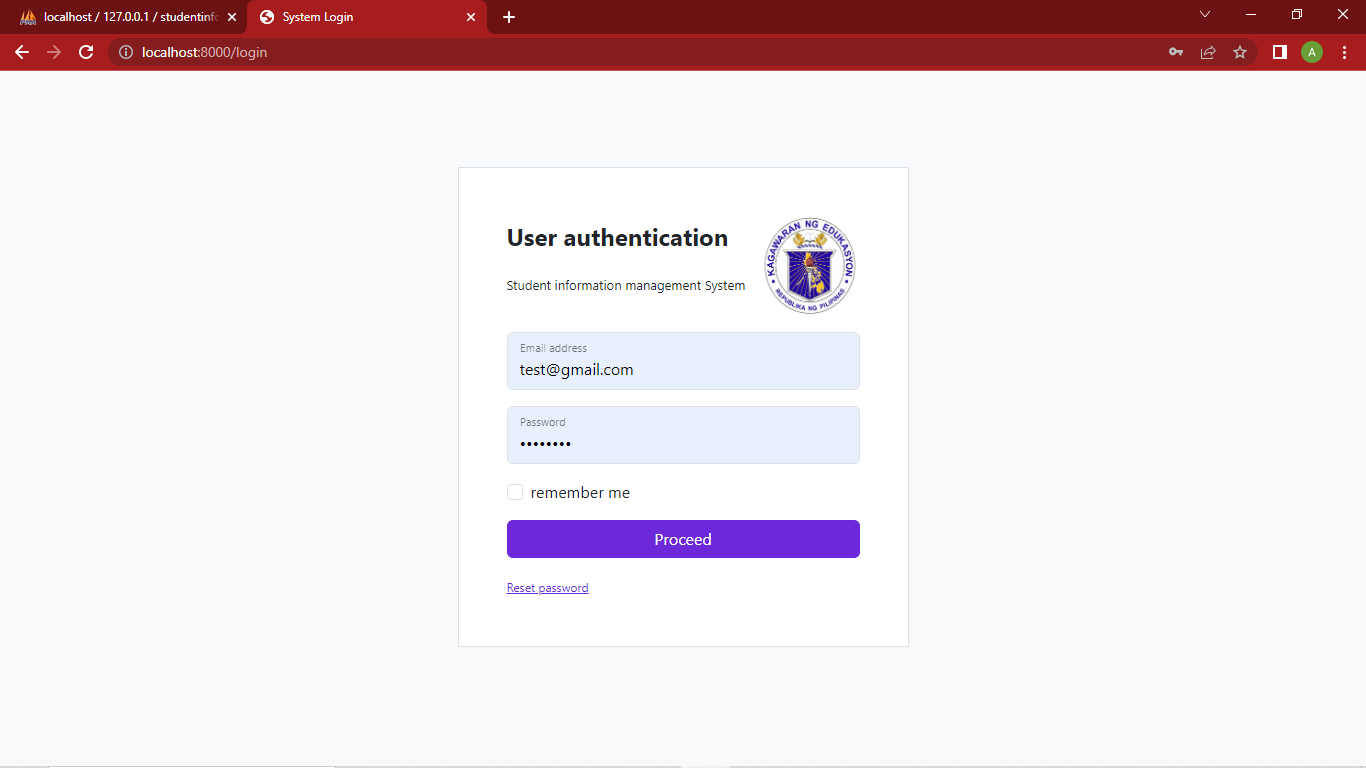 localhost / 127.0.0.1 / studentinfo
System Login
localhost:8000/login
A
User authentication
Student information management System
KAGAWARAN NG EDUKASYON
REPUBLIKA NG PILIPINAS
Email address
test@gmail.com
Password
••••••••
remember me
Proceed
Reset password